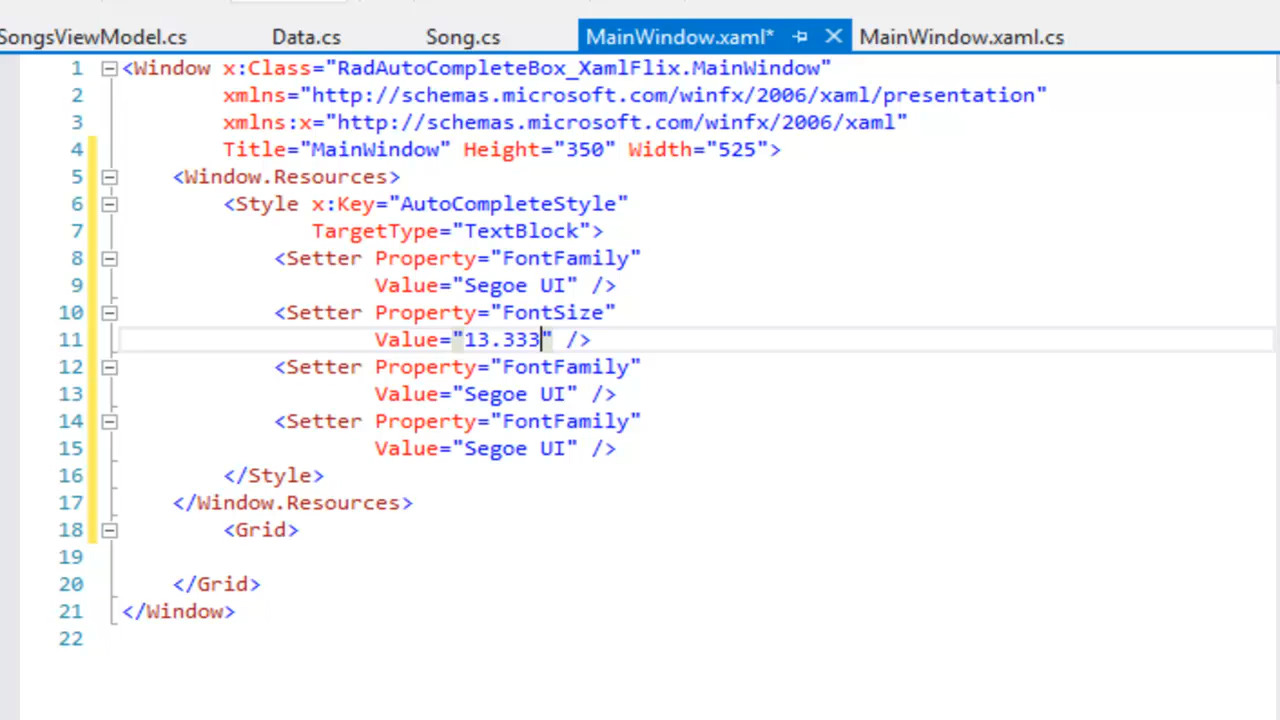 SongsViewModel.cs Data.cs Song.cs MainWindow.xaml* MainWindow.xaml.cs
1 <Window x:Class="RadAutoCompleteBox_XamlFlix.MainWindow"
2 xmlns="http://schemas.microsoft.com/winfx/2006/xaml/presentation"
3 xmlns:x="http://schemas.microsoft.com/winfx/2006/xaml"
4 Title="MainWindow" Height="350" Width="525">
5 <Window.Resources>
6 <Style x:Key="AutoCompleteStyle"
7 TargetType="TextBlock">
8 <Setter Property="FontFamily"
9 Value="Segoe UI" />
10 <Setter Property="FontSize"
11 Value="13.333" />
12 <Setter Property="FontFamily"
13 Value="Segoe UI" />
14 <Setter Property="FontFamily"
15 Value="Segoe UI" />
16 </Style>
17 </Window.Resources>
18 <Grid>
19
20 </Grid>
21 </Window>
22